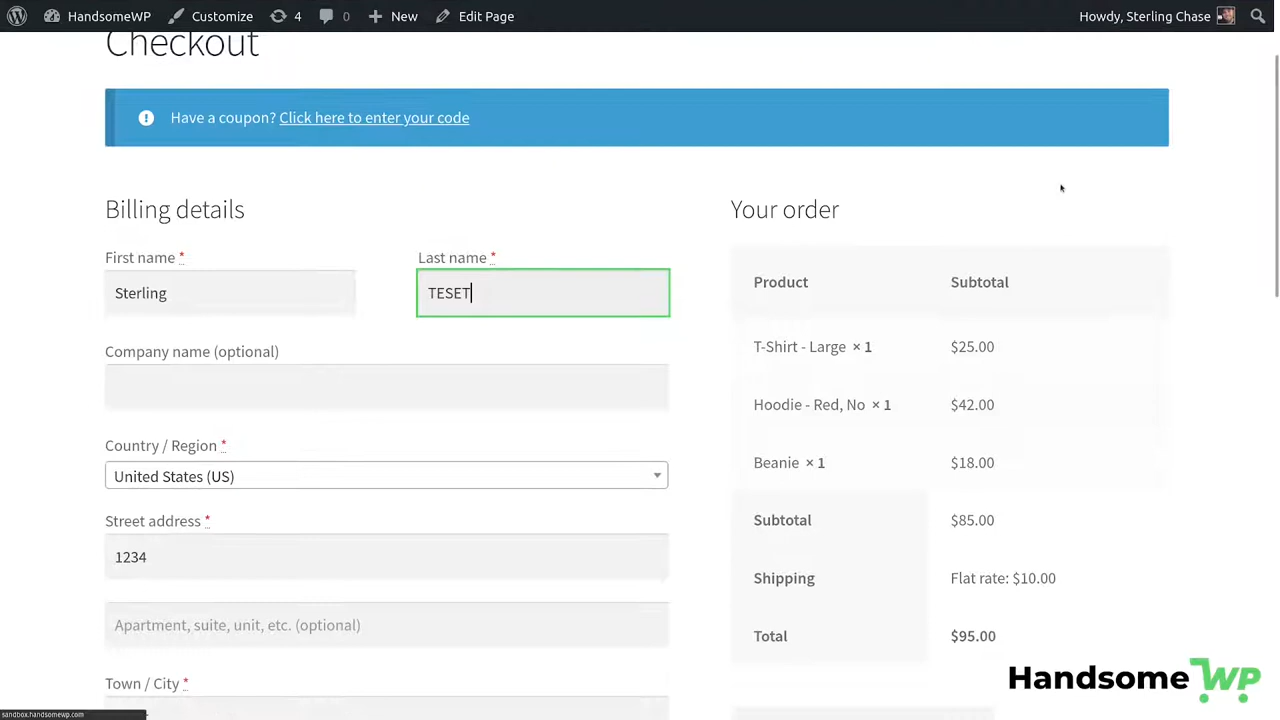 HandsomeWP Customize 4 0 New Edit Page Howdy, Sterling Chase
Checkout
Have a coupon? Click here to enter your code
Billing details
Your order
First name *
Last name *
Sterling
TESET
Product Subtotal
T-Shirt - Large × 1 $25.00
Company name (optional)
Hoodie - Red, No × 1 $42.00
Country / Region *
Beanie × 1 $18.00
United States (US)
Street address *
Subtotal $85.00
1234
Shipping Flat rate: $10.00
Apartment, suite, unit, etc. (optional)
Total $95.00
Town / City *
HandsomeWP
sandbox.handsomewp.com